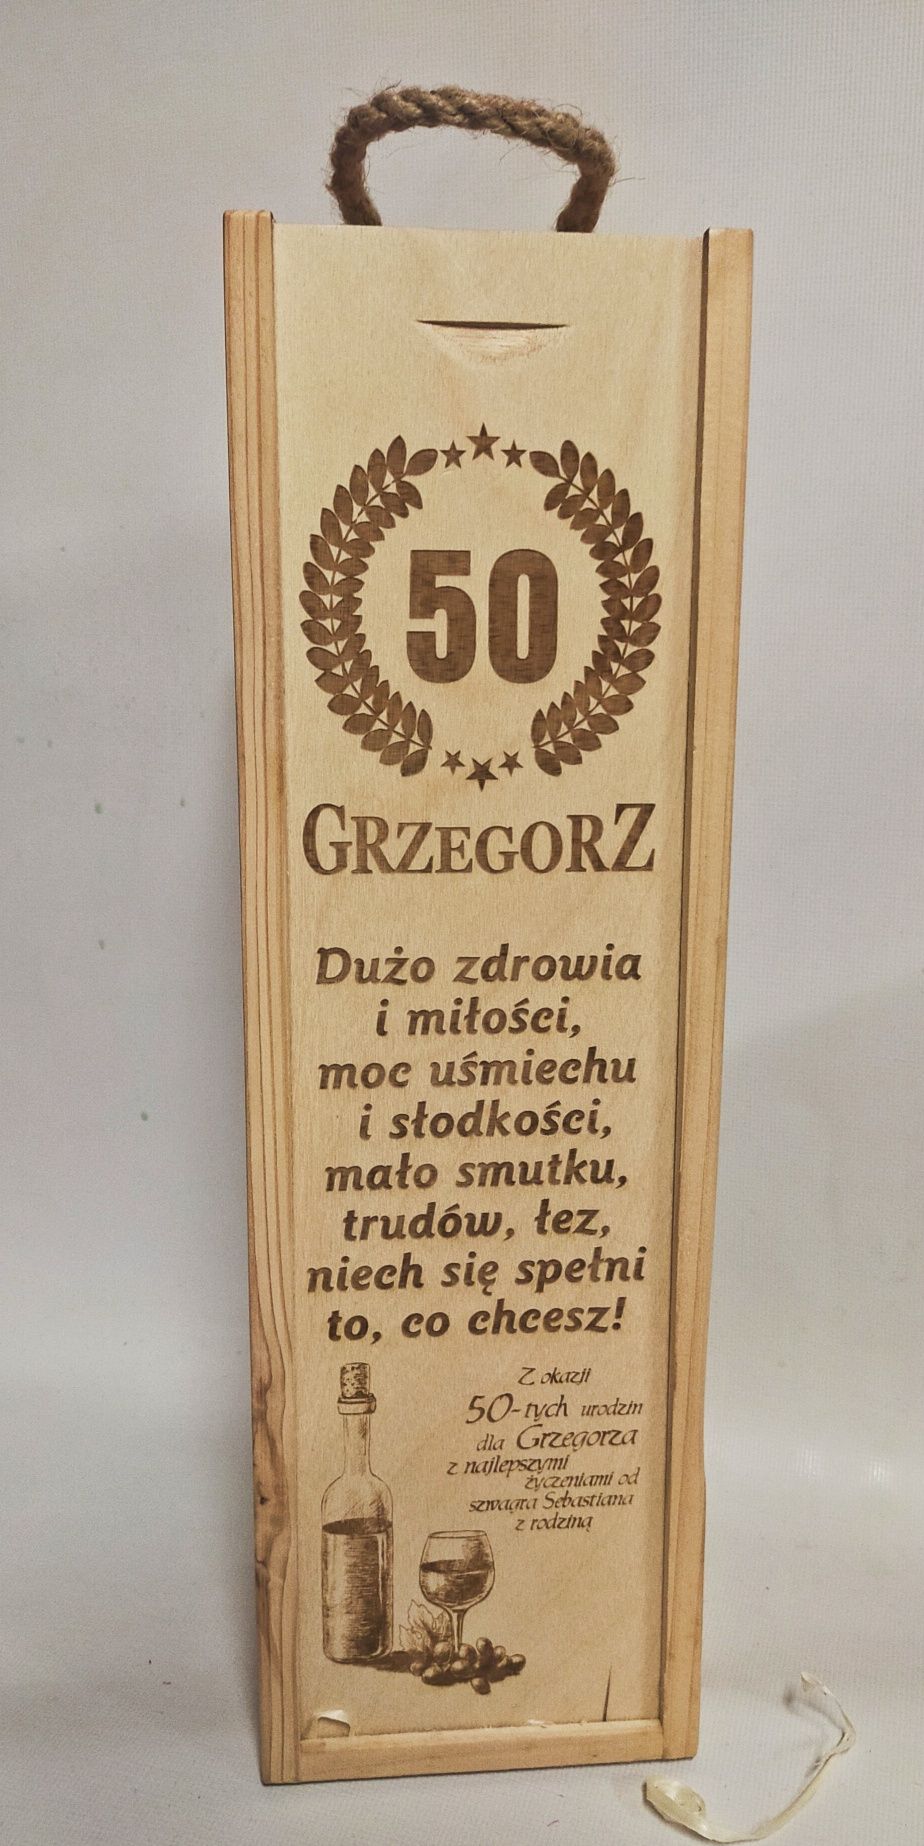 50
GRZEGORZ
Dużo zdrowia
i miłości,
moc uśmiechu
i słodkości,
mało smutku,
trudów, łez,
niech się spełni
to, co chcesz!
Z okazji
50-tych urodzin
dla Grzegorza
z najlepszymi
życzeniami od
szwagra Sebastiana
z rodziną